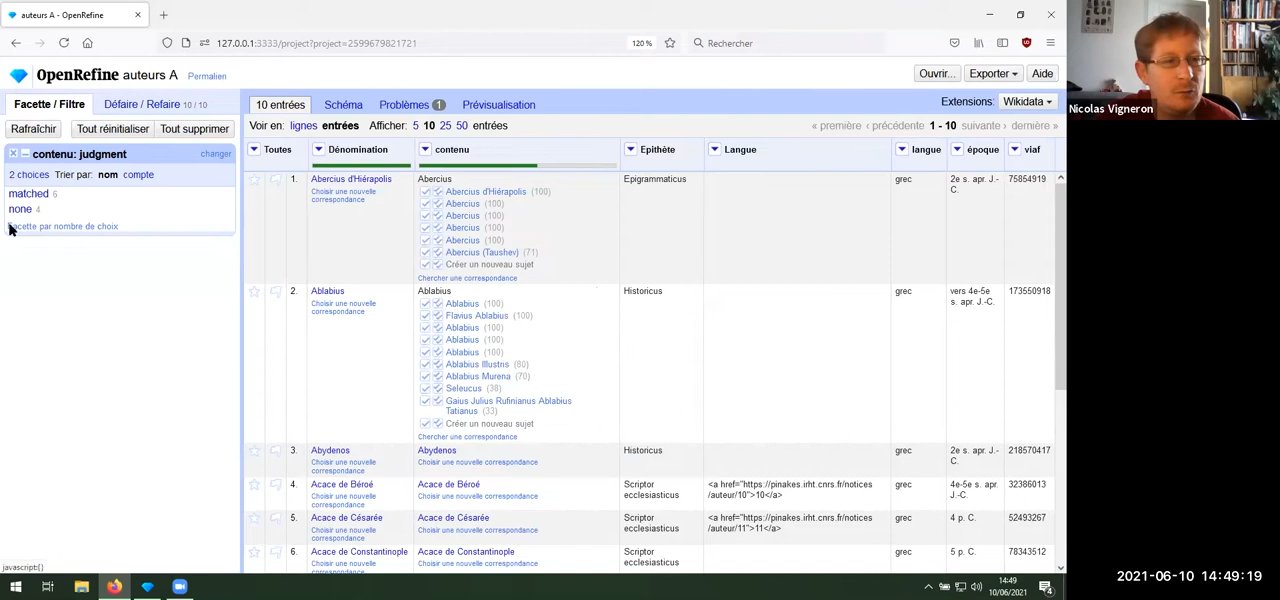 auteurs A - OpenRefine
127.0.0.1:3333/project?project=2599679821721
120 %
Rechercher
Nicolas Vigneron
OpenRefine auteurs A Permalien
Ouvrir... Exporter Aide
Facette / Filtre Défaire / Refaire 10 / 10
10 entrées Schéma Problèmes 1 Prévisualisation
Extensions: Wikidata
Rafraîchir Tout réinitialiser Tout supprimer
Voir en: lignes entrées Afficher: 5 10 25 50 entrées
« première ‹ précédente 1 - 10 suivante › dernière »
contenu: judgment changer
2 choices Trier par: nom compte
matched 6
none 4
Facette par nombre de choix
Toutes Dénomination contenu Epithête Langue langue époque viaf
1. Abercius d'Hiérapolis
Choisir une nouvelle
correspondance
Abercius
Abercius d'Hiérapolis (100)
Abercius (100)
Abercius (100)
Abercius (100)
Abercius (100)
Abercius (Taushev) (71)
Créer un nouveau sujet
Chercher une correspondance
Epigrammaticus
grec
2e s. apr. J.-
C.
75854919
2. Ablabius
Choisir une nouvelle
correspondance
Ablabius
Ablabius (100)
Flavius Ablabius (100)
Ablabius (100)
Ablabius (100)
Ablabius (100)
Ablabius Illustris (80)
Ablabius Murena (70)
Seleucus (38)
Gaius Julius Rufinianus Ablabius
Tatianus (33)
Créer un nouveau sujet
Chercher une correspondance
Historicus
grec
vers 4e-5e
s. apr. J.-C.
173550918
3. Abydenos
Choisir une nouvelle
correspondance
Abydenos
Choisir une nouvelle correspondance
Historicus
grec
2e s. apr. J.-
C.
218570417
4. Acace de Béroé
Choisir une nouvelle
correspondance
Acace de Béroé
Choisir une nouvelle correspondance
Scriptor
ecclesiasticus
<a href="https://pinakes.irht.cnrs.fr/notices
/auteur/10">10</a>
grec
4e-5e s. apr.
J.-C.
32386013
5. Acace de Césarée
Choisir une nouvelle
correspondance
Acace de Césarée
Choisir une nouvelle correspondance
Scriptor
ecclesiasticus
<a href="https://pinakes.irht.cnrs.fr/notices
/auteur/11">11</a>
grec
4 p. C.
52493267
6. Acace de Constantinople
Choisir une nouvelle
correspondance
Acace de Constantinople
Choisir une nouvelle correspondance
Scriptor
ecclesiasticus
grec
5 p. C.
78343512
javascript:{}
14:49
10/06/2021
4
2021-06-10 14:49:19